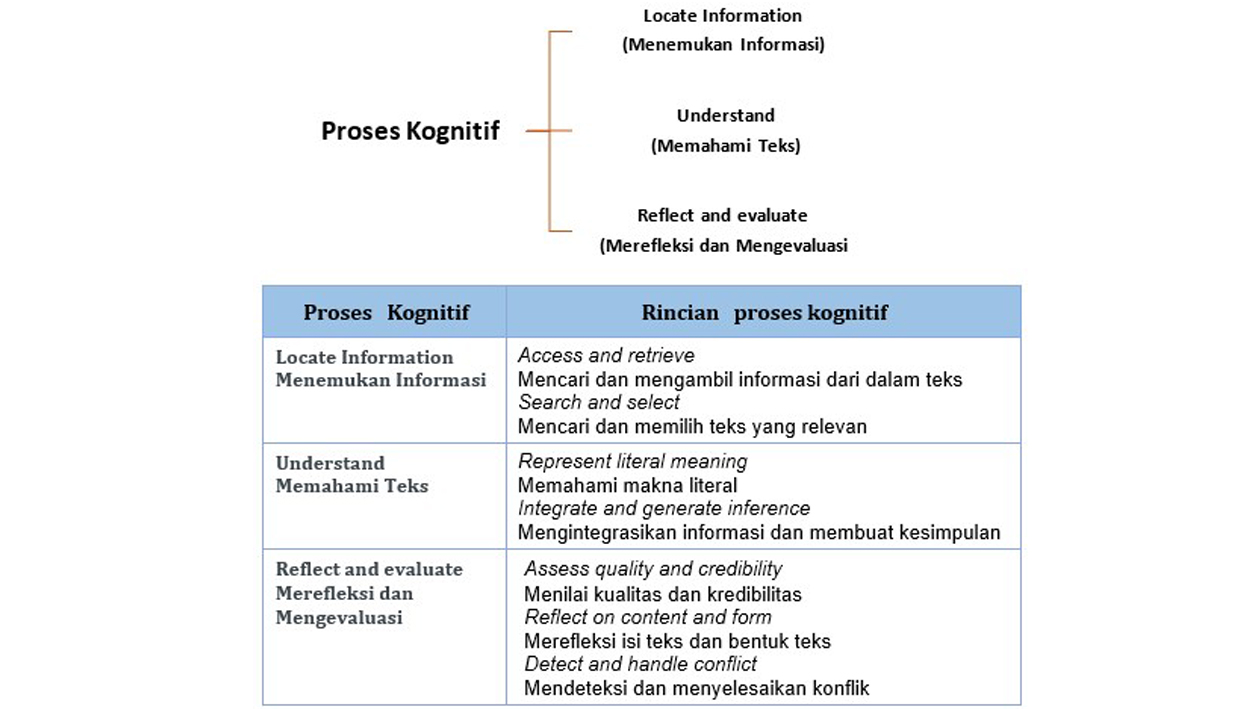 Locate Information
(Menemukan Informasi)
Proses Kognitif
Understand
(Memahami Teks)
Reflect and evaluate
(Merefleksi dan Mengevaluasi
Proses Kognitif
Rincian proses kognitif
Locate Information
Menemukan Informasi
Access and retrieve
Mencari dan mengambil informasi dari dalam teks
Search and select
Mencari dan memilih teks yang relevan
Understand
Memahami Teks
Represent literal meaning
Memahami makna literal
Integrate and generate inference
Mengintegrasikan informasi dan membuat kesimpulan
Reflect and evaluate
Merefleksi dan
Mengevaluasi
Assess quality and credibility
Menilai kualitas dan kredibilitas
Reflect on content and form
Merefleksi isi teks dan bentuk teks
Detect and handle conflict
Mendeteksi dan menyelesaikan konflik